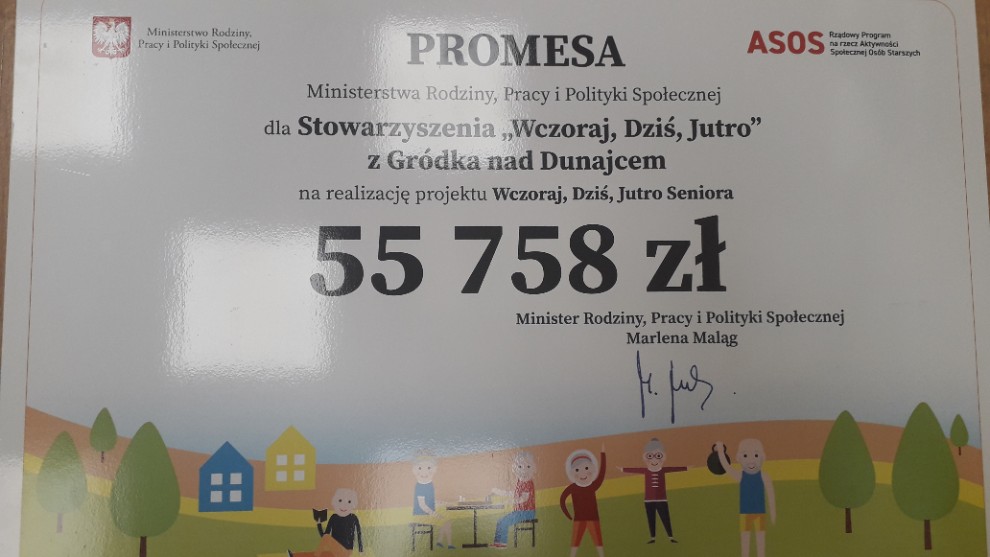 Ministerstwo Rodziny,
Pracy i Polityki Społecznej
PROMESA
ASOS
Rządowy Program
na rzecz Aktywności
Społecznej Osób Starszych
Ministerstwa Rodziny, Pracy i Polityki Społecznej
dla Stowarzyszenia „Wczoraj, Dziś, Jutro”
z Gródka nad Dunajcem
na realizację projektu Wczoraj, Dziś, Jutro Seniora
55 758 zł
Minister Rodziny, Pracy i Polityki Społecznej
Marlena Maląg